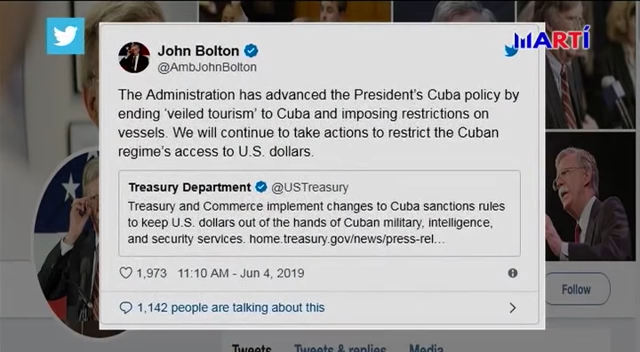 MARTÍ
John Bolton
@AmbJohnBolton
The Administration has advanced the President's Cuba policy by
ending 'veiled tourism' to Cuba and imposing restrictions on
vessels. We will continue to take actions to restrict the Cuban
regime's access to U.S. dollars.
Treasury Department @USTreasury
Treasury and Commerce implement changes to Cuba sanctions rules
to keep U.S. dollars out of the hands of Cuban military, intelligence,
and security services. home.treasury.gov/news/press-rel...
1,973 11:10 AM - Jun 4, 2019
1,142 people are talking about this
Follow
Tweets Tweets & replies Media